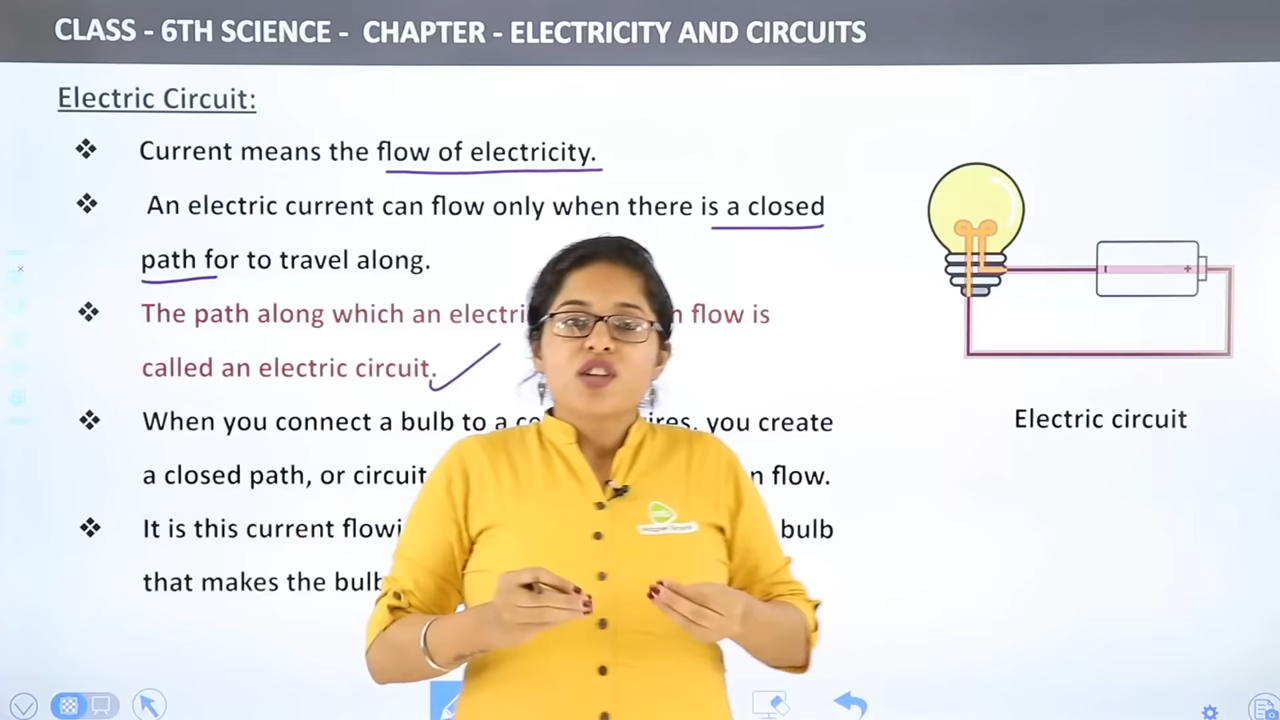 CLASS - 6TH SCIENCE - CHAPTER - ELECTRICITY AND CIRCUITS
Electric Circuit:
❖ Current means the flow of electricity.
❖ An electric current can flow only when there is a closed
path for to travel along.
❖ The path along which an electri flow is
called an electric circuit.
❖ When you connect a bulb to a you create
a closed path, or circuit flow.
❖ It is this current bulb
that makes the bulb
- +
Electric circuit